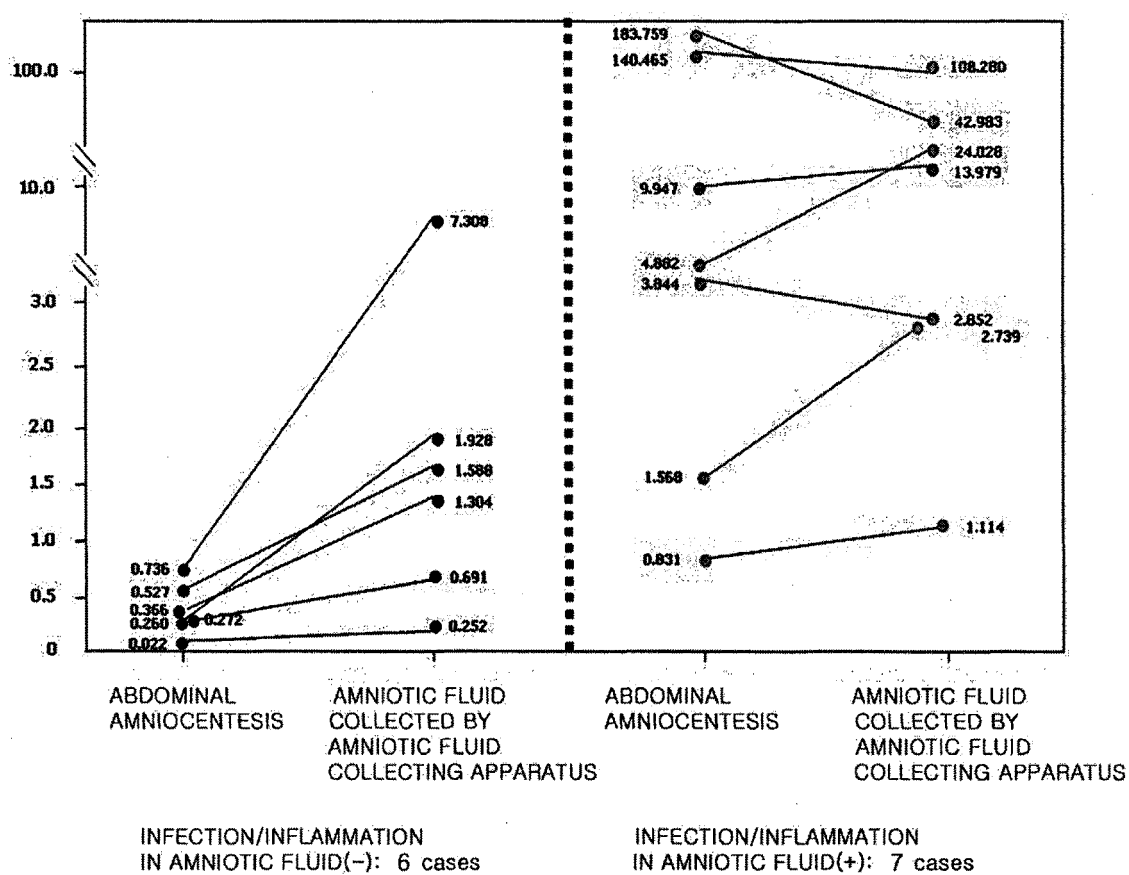 100.0
10.0
3.0
2.5
2.0
1.5
1.0
0.5
0
0.736
0.527
0.366
0.260
0.272
0.022
7.308
1.928
1.588
1.304
0.691
0.252
183.759
140.465
9.947
4.882
3.844
1.568
0.831
108.280
42.983
24.028
13.979
2.852
2.739
1.114
ABDOMINAL
AMNIOCENTESIS
AMNIOTIC FLUID
COLLECTED BY
AMNIOTIC FLUID
COLLECTING APPARATUS
ABDOMINAL
AMNIOCENTESIS
AMNIOTIC FLUID
COLLECTED BY
AMNIOTIC FLUID
COLLECTING APPARATUS
INFECTION/INFLAMMATION
IN AMNIOTIC FLUID(-): 6 cases
INFECTION/INFLAMMATION
IN AMNIOTIC FLUID(+): 7 cases